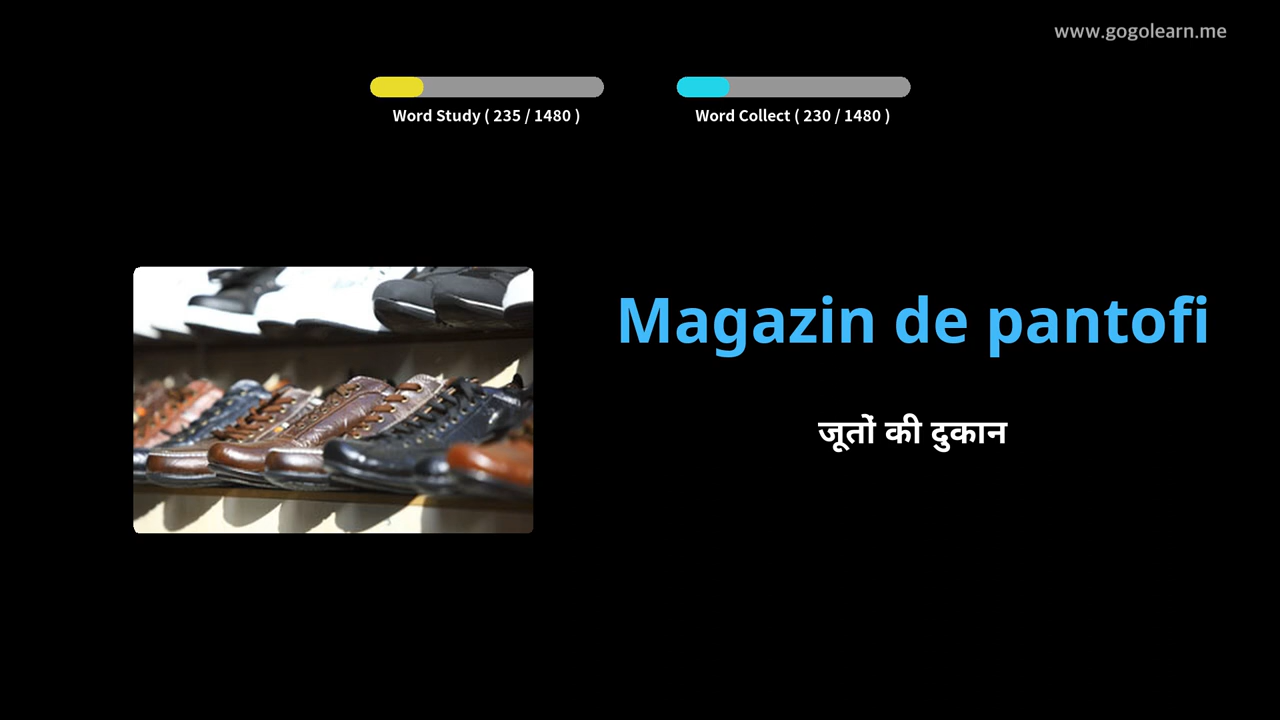 www.gogolearn.me
Word Study ( 235 / 1480 )
Word Collect ( 230 / 1480 )
Magazin de pantofi
जूतों की दुकान